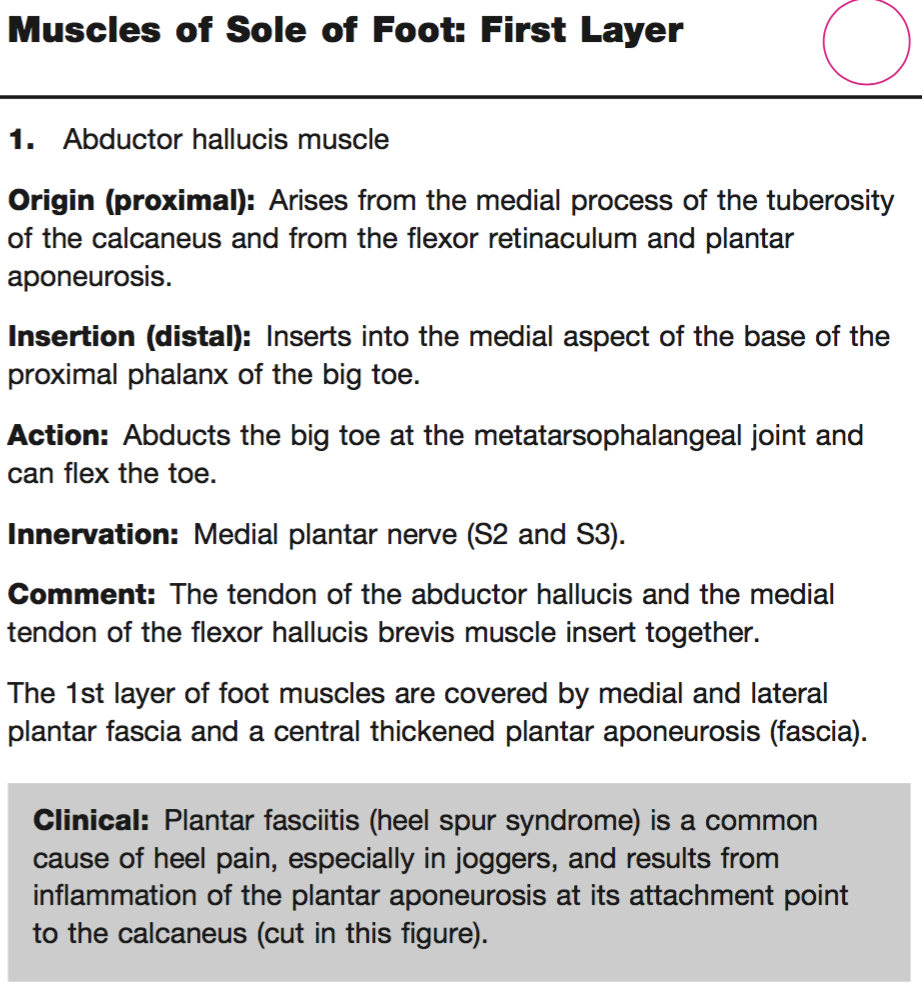 Muscles of Sole of Foot: First Layer
1. Abductor hallucis muscle
Origin (proximal): Arises from the medial process of the tuberosity
of the calcaneus and from the flexor retinaculum and plantar
aponeurosis.
Insertion (distal): Inserts into the medial aspect of the base of the
proximal phalanx of the big toe.
Action: Abducts the big toe at the metatarsophalangeal joint and
can flex the toe.
Innervation: Medial plantar nerve (S2 and S3).
Comment: The tendon of the abductor hallucis and the medial
tendon of the flexor hallucis brevis muscle insert together.
The 1st layer of foot muscles are covered by medial and lateral
plantar fascia and a central thickened plantar aponeurosis (fascia).
Clinical: Plantar fasciitis (heel spur syndrome) is a common
cause of heel pain, especially in joggers, and results from
inflammation of the plantar aponeurosis at its attachment point
to the calcaneus (cut in this figure).